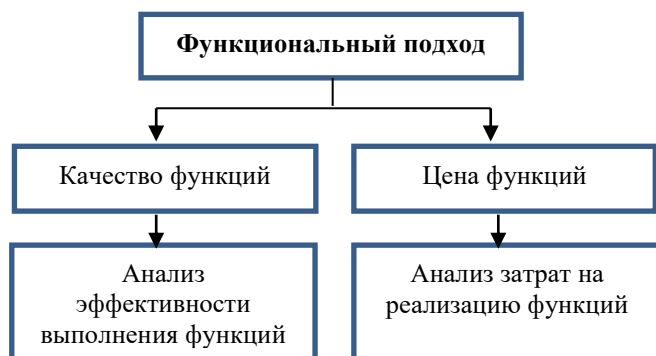 Функциональный подход
Качество функций
Цена функций
Анализ
эффективности
выполнения функций
Анализ затрат на
реализацию функций